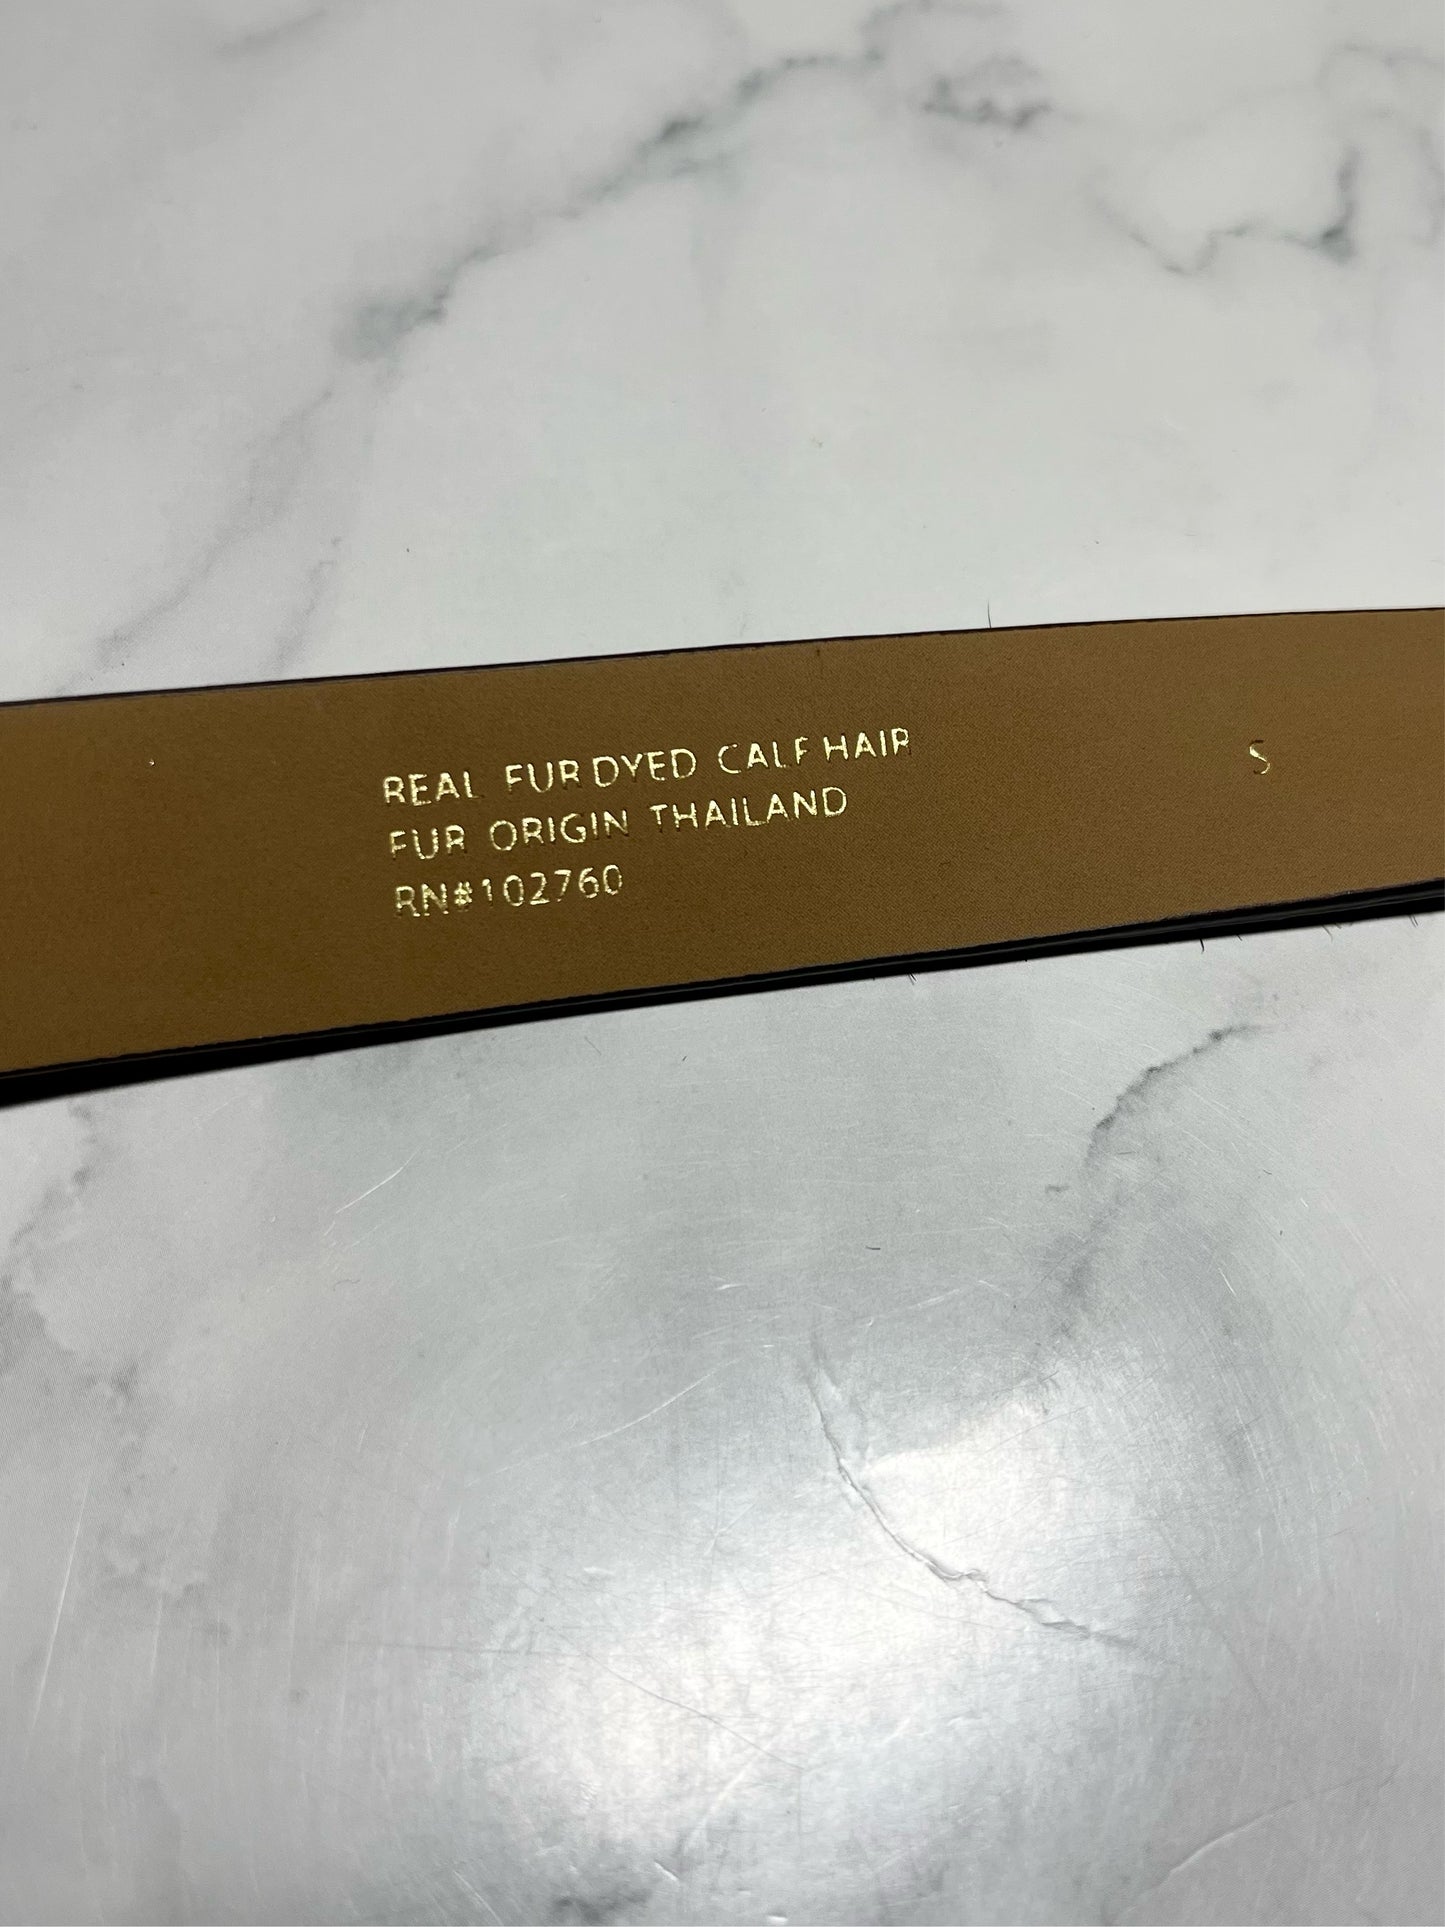 REAL FUR DYED CALF HAIR
FUR ORIGIN THAILAND
RN#102760
S